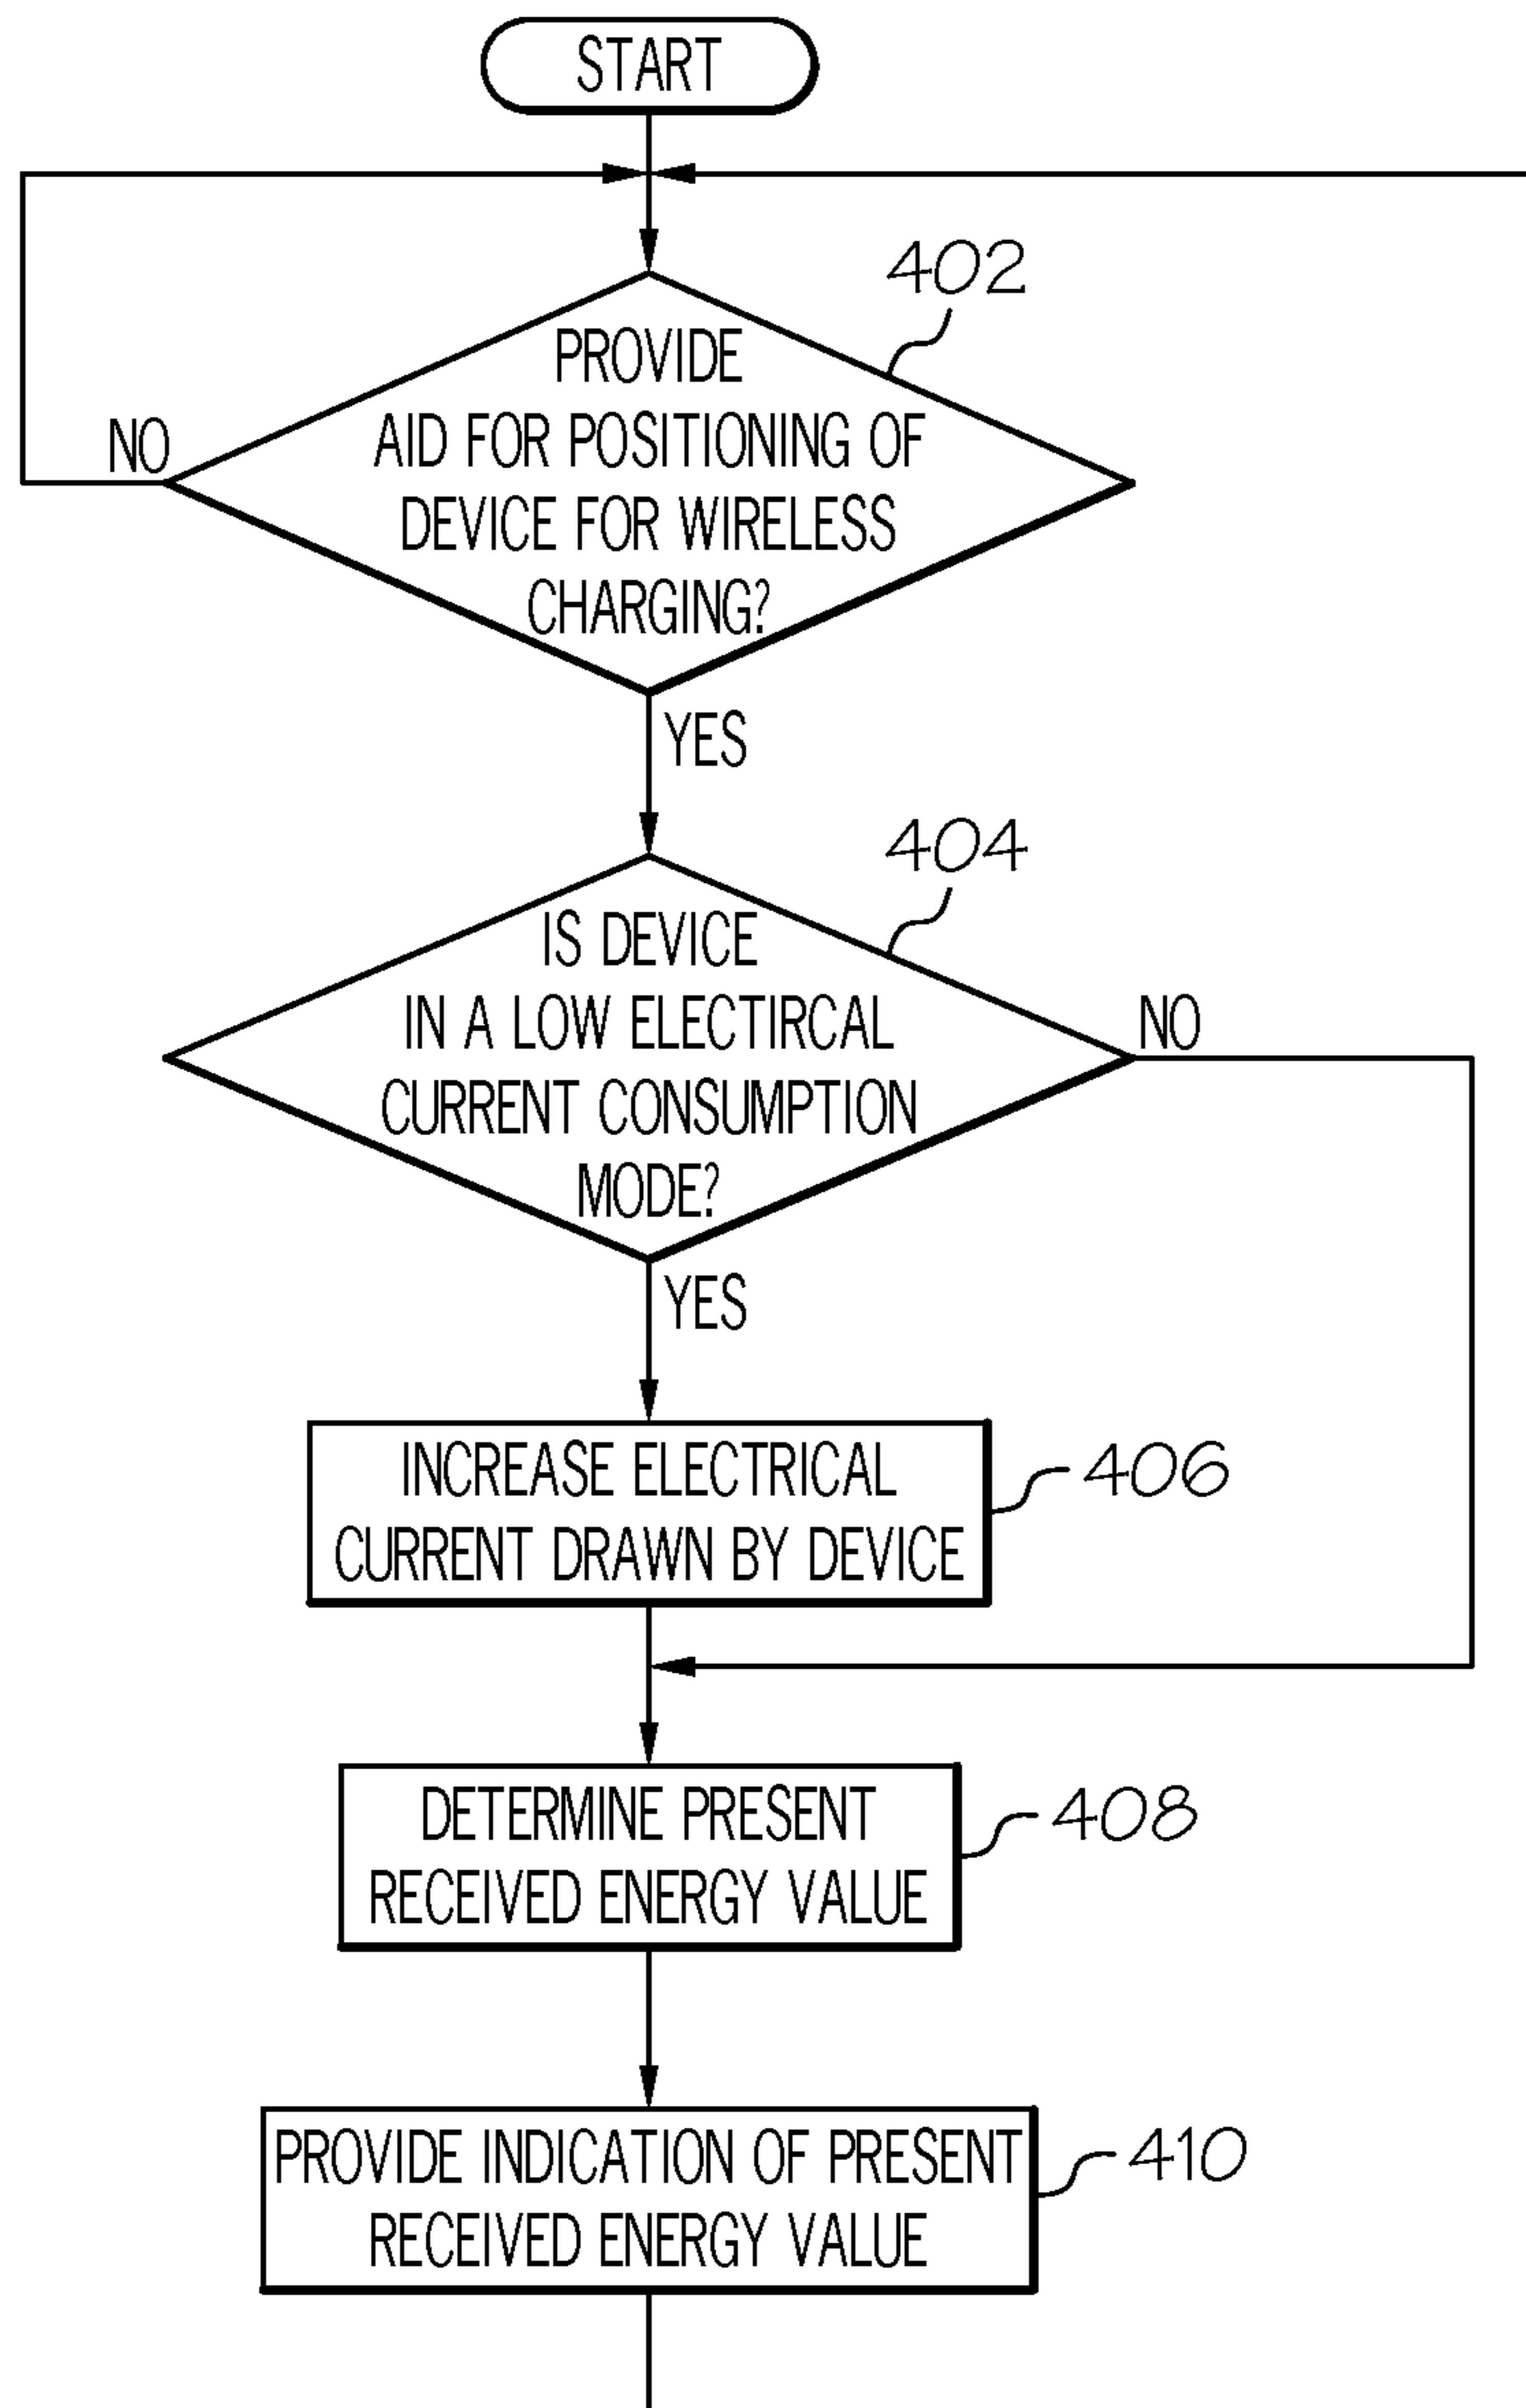 START
402
PROVIDE
AID FOR POSITIONING OF
DEVICE FOR WIRELESS
CHARGING?
NO
YES
404
IS DEVICE
IN A LOW ELECTIRCAL
CURRENT CONSUMPTION
MODE?
NO
YES
INCREASE ELECTRICAL
CURRENT DRAWN BY DEVICE
406
DETERMINE PRESENT
RECEIVED ENERGY VALUE
408
PROVIDE INDICATION OF PRESENT
RECEIVED ENERGY VALUE
410